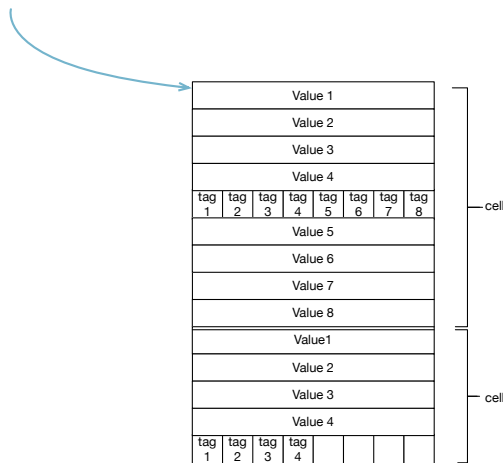 Value 1
Value 2
Value 3
Value 4
tag 1 tag 2 tag 3 tag 4 tag 5 tag 6 tag 7 tag 8
cell
Value 5
Value 6
Value 7
Value 8
Value1
Value 2
Value 3
cell
Value 4
tag 1 tag 2 tag 3 tag 4